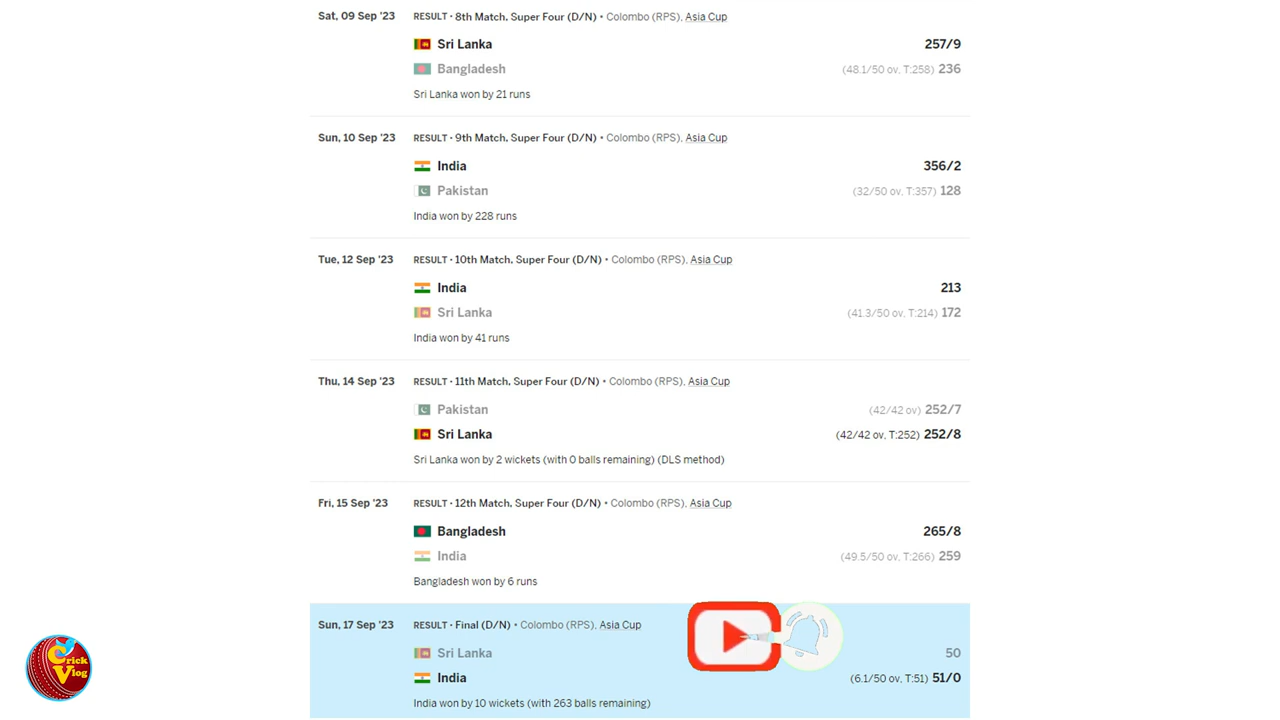 Sat, 09 Sep '23 RESULT • 8th Match, Super Four (D/N) • Colombo (RPS), Asia Cup
Sri Lanka 257/9
Bangladesh (48.1/50 ov, T:258) 236
Sri Lanka won by 21 runs
Sun, 10 Sep '23 RESULT • 9th Match, Super Four (D/N) • Colombo (RPS), Asia Cup
India 356/2
Pakistan (32/50 ov, T:357) 128
India won by 228 runs
Tue, 12 Sep '23 RESULT • 10th Match, Super Four (D/N) • Colombo (RPS), Asia Cup
India 213
Sri Lanka (41.3/50 ov, T:214) 172
India won by 41 runs
Thu, 14 Sep '23 RESULT • 11th Match, Super Four (D/N) • Colombo (RPS), Asia Cup
Pakistan (42/42 ov) 252/7
Sri Lanka (42/42 ov, T:252) 252/8
Sri Lanka won by 2 wickets (with 0 balls remaining) (DLS method)
Fri, 15 Sep '23 RESULT • 12th Match, Super Four (D/N) • Colombo (RPS), Asia Cup
Bangladesh 265/8
India (49.5/50 ov, T:266) 259
Bangladesh won by 6 runs
Sun, 17 Sep '23 RESULT • Final (D/N) • Colombo (RPS), Asia Cup
Sri Lanka 50
India (6.1/50 ov, T:51) 51/0
India won by 10 wickets (with 263 balls remaining)
Crick
Vlog